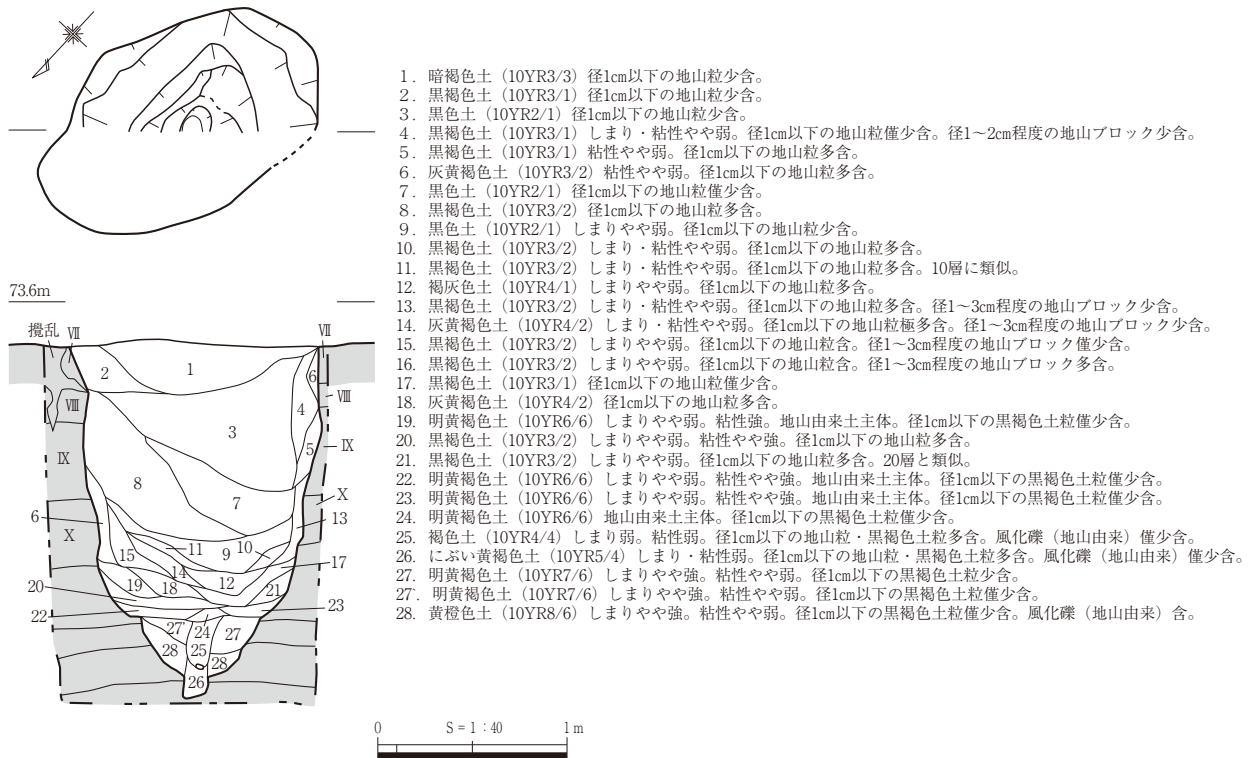 1．暗褐色土（10YR3/3）径1cm以下の地山粒少含。
2．黒褐色土（10YR3/1）径1cm以下の地山粒少含。
3．黒色土（10YR2/1）径1cm以下の地山粒少含。
4．黒褐色土（10YR3/1）しまり・粘性やや弱。径1cm以下の地山粒僅少含。径1～2cm程度の地山ブロック少含。
5．黒褐色土（10YR3/1）粘性やや弱。径1cm以下の地山粒多含。
6．灰黄褐色土（10YR3/2）粘性やや弱。径1cm以下の地山粒多含。
7．黒色土（10YR2/1）径1cm以下の地山粒僅少含。
8．黒褐色土（10YR3/2）径1cm以下の地山粒多含。
9．黒色土（10YR2/1）しまりやや弱。径1cm以下の地山粒少含。
10．黒褐色土（10YR3/2）しまり・粘性やや弱。径1cm以下の地山粒多含。
11．黒褐色土（10YR3/2）しまり・粘性やや弱。径1cm以下の地山粒多含。10層に類似。
12．褐灰色土（10YR4/1）しまりやや弱。径1cm以下の地山粒多含。
13．黒褐色土（10YR3/2）しまり・粘性やや弱。径1cm以下の地山粒多含。径1～3cm程度の地山ブロック少含。
14．灰黄褐色土（10YR4/2）しまり・粘性やや弱。径1cm以下の地山粒極多含。径1～3cm程度の地山ブロック少含。
15．黒褐色土（10YR3/2）しまりやや弱。径1cm以下の地山粒含。径1～3cm程度の地山ブロック僅少含。
16．黒褐色土（10YR3/2）しまりやや弱。径1cm以下の地山粒含。径1～3cm程度の地山ブロック多含。
17．黒褐色土（10YR3/1）径1cm以下の地山粒僅少含。
18．灰黄褐色土（10YR4/2）径1cm以下の地山粒多含。
19．明黄褐色土（10YR6/6）しまりやや弱。粘性強。地山由来土主体。径1cm以下の黒褐色土粒僅少含。
20．黒褐色土（10YR3/2）しまりやや弱。粘性やや強。径1cm以下の地山粒多含。
21．黒褐色土（10YR3/2）しまりやや弱。径1cm以下の地山粒多含。20層と類似。
22．明黄褐色土（10YR6/6）しまりやや弱。粘性やや強。地山由来土主体。径1cm以下の黒褐色土粒僅少含。
23．明黄褐色土（10YR6/6）しまりやや弱。粘性やや強。地山由来土主体。径1cm以下の黒褐色土粒僅少含。
24．明黄褐色土（10YR6/6）地山由来土主体。径1cm以下の黒褐色土粒僅少含。
25．褐色土（10YR4/4）しまり弱。粘性弱。径1cm以下の地山粒・黒褐色土粒多含。風化礫（地山由来）僅少含。
26．にぶい黄褐色土（10YR5/4）しまり・粘性弱。径1cm以下の地山粒・黒褐色土粒多含。風化礫（地山由来）僅少含。
27．明黄褐色土（10YR7/6）しまりやや強。粘性やや弱。径1cm以下の黒褐色土粒少含。
27'．明黄褐色土（10YR7/6）しまりやや強。粘性やや弱。径1cm以下の黒褐色土粒僅少含。
28．黄橙色土（10YR8/6）しまりやや強。粘性やや弱。径1cm以下の黒褐色土粒僅少含。風化礫（地山由来）含。
73.6m
攪乱 Ⅶ Ⅶ
2 1 6
Ⅷ 4 Ⅷ
3
Ⅸ 5 Ⅸ
8 7 Ⅹ
6 Ⅹ 13
15 11 9 10
14 17
20 19 18 12 21
22 23
27' 24 27
28 25 28
26
0 S＝1：40 1m